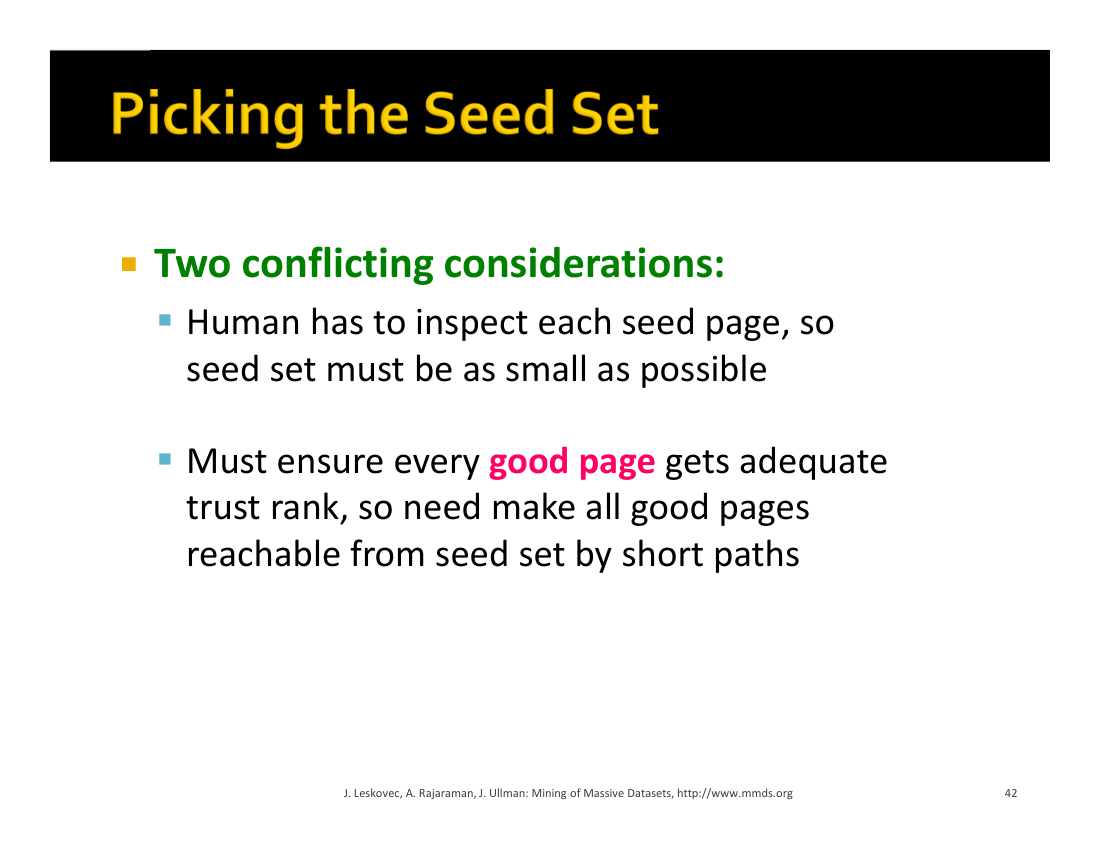 Picking the Seed Set
Two conflicting considerations:
Human has to inspect each seed page, so
seed set must be as small as possible
Must ensure every good page gets adequate
trust rank, so need make all good pages
reachable from seed set by short paths
J. Leskovec, A. Rajaraman, J. Ullman: Mining of Massive Datasets, http://www.mmds.org
42